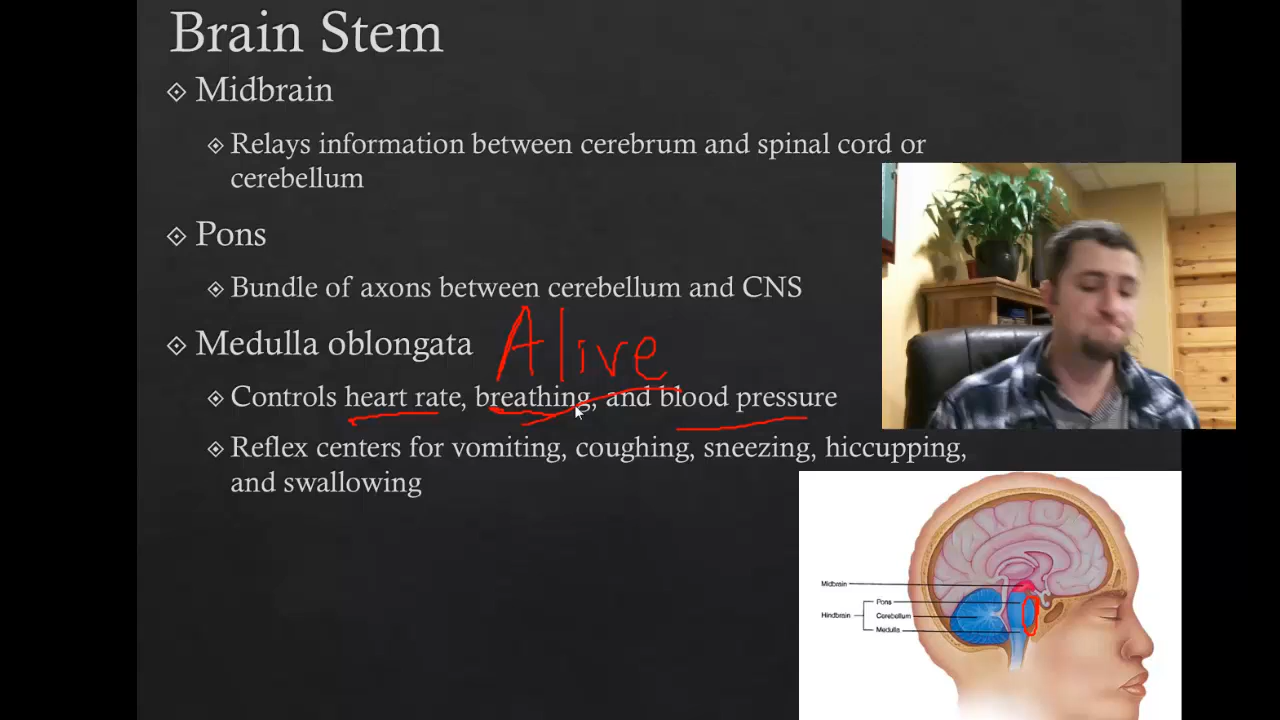 Brain Stem
Midbrain
Relays information between cerebrum and spinal cord or
cerebellum
Pons
Bundle of axons between cerebellum and CNS
Medulla oblongata
Alive
Controls heart rate, breathing, and blood pressure
Reflex centers for vomiting, coughing, sneezing, hiccupping,
and swallowing
Midbrain
Pons
Hindbrain
Cerebellum
Medulla